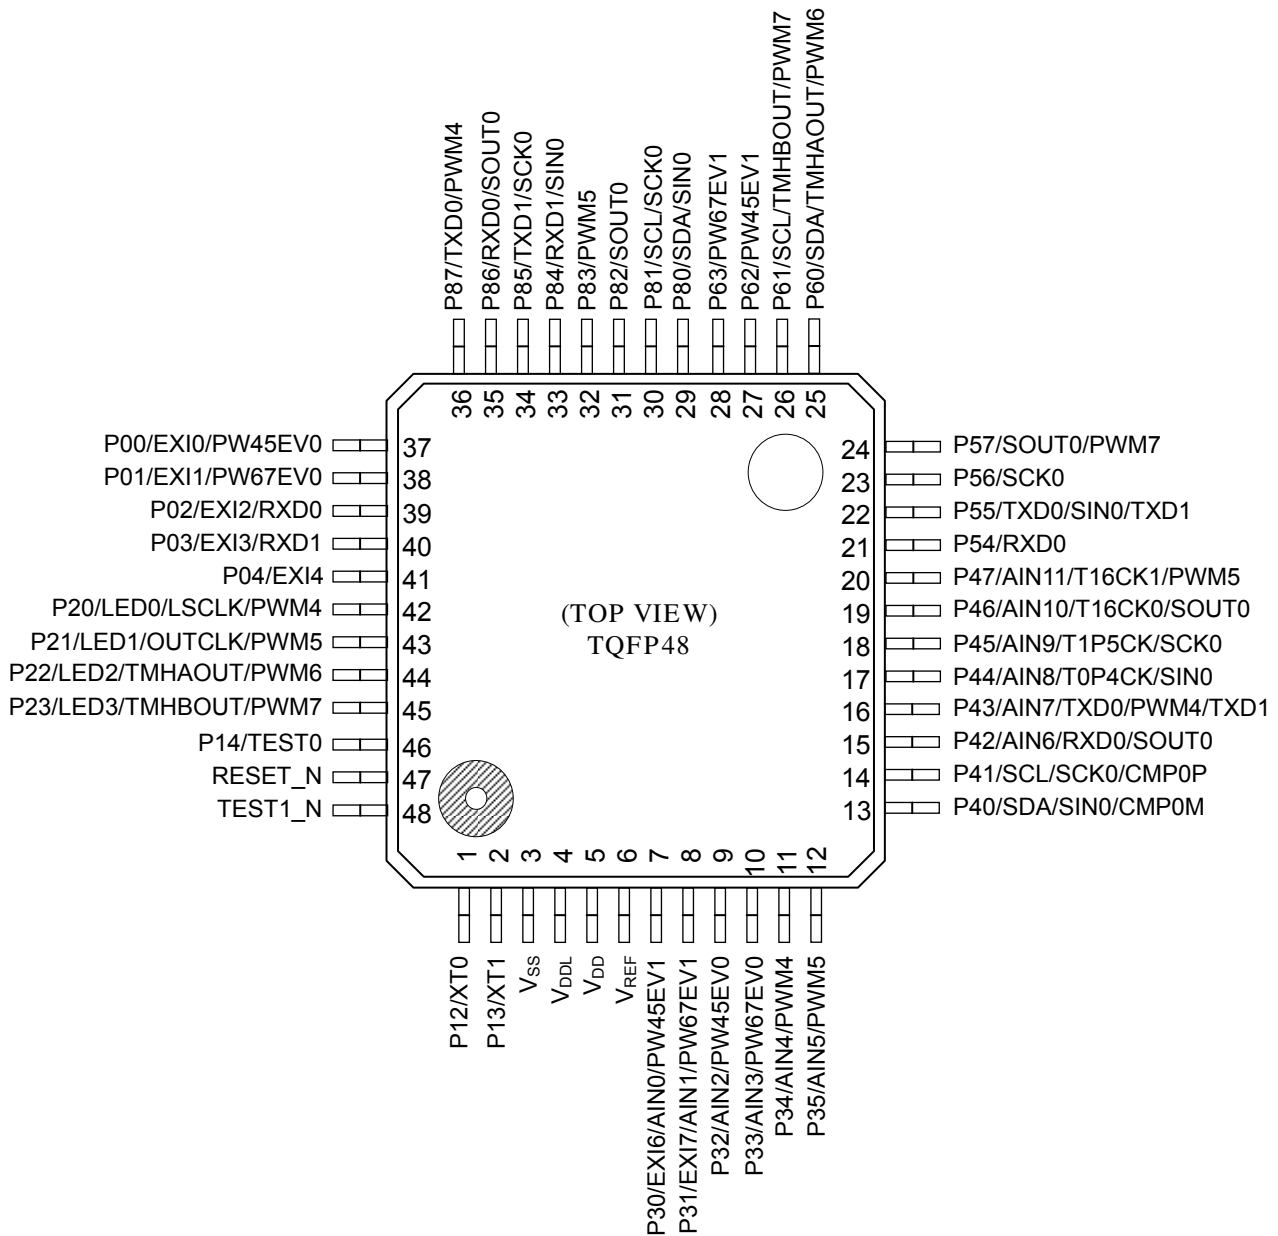 P87/TXD0/PWM4
P86/RXD0/SOUT0
P85/TXD1/SCK0
P84/RXD1/SIN0
P83/PWM5
P82/SOUT0
P81/SCL/SCK0
P80/SDA/SIN0
P63/PW67EV1
P62/PW45EV1
P61/SCL/TMHBOUT/PWM7
P60/SDA/TMHAOUT/PWM6
36
35
34
33
32
31
30
29
28
27
26
25
P00/EXI0/PW45EV0
37
P01/EXI1/PW67EV0
38
P02/EXI2/RXD0
39
P03/EXI3/RXD1
40
P04/EXI4
41
P20/LED0/LSCLK/PWM4
42
P21/LED1/OUTCLK/PWM5
43
P22/LED2/TMHAOUT/PWM6
44
P23/LED3/TMHBOUT/PWM7
45
P14/TEST0
46
RESET_N
47
TEST1_N
48
(TOP VIEW)
TQFP48
24
P57/SOUT0/PWM7
23
P56/SCK0
22
P55/TXD0/SIN0/TXD1
21
P54/RXD0
20
P47/AIN11/T16CK1/PWM5
19
P46/AIN10/T16CK0/SOUT0
18
P45/AIN9/T1P5CK/SCK0
17
P44/AIN8/T0P4CK/SIN0
16
P43/AIN7/TXD0/PWM4/TXD1
15
P42/AIN6/RXD0/SOUT0
14
P41/SCL/SCK0/CMP0P
13
P40/SDA/SIN0/CMP0M
1
2
3
4
5
6
7
8
9
10
11
12
P12/XT0
P13/XT1
VSS
VDDL
VDD
VREF
P30/EXI6/AIN0/PW45EV1
P31/EXI7/AIN1/PW67EV1
P32/AIN2/PW45EV0
P33/AIN3/PW67EV0
P34/AIN4/PWM4
P35/AIN5/PWM5